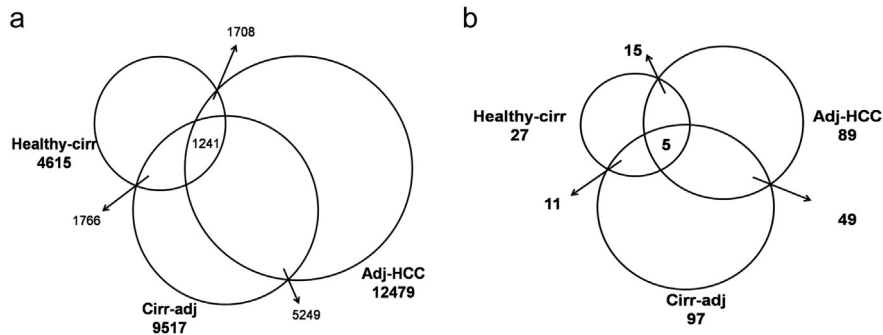 a
1708
Healthy-cirr
4615
1241
1766
Adj-HCC
12479
Cirr-adj
9517
5249
b
15
Healthy-cirr
27
Adj-HCC
89
5
11
49
Cirr-adj
97